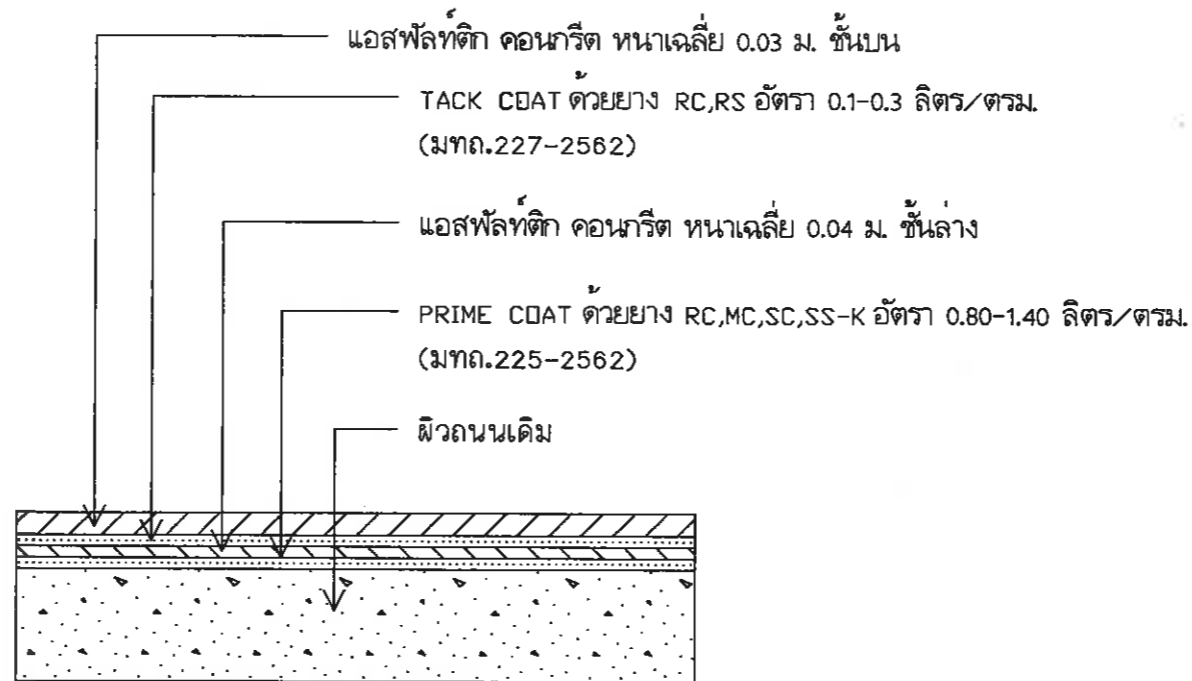 แอสฟัลท์ติก คอนกรีต หนาเฉลี่ย 0.03 ม. ชั้นบน
TACK COAT ด้วยยาง RC,RS อัตรา 0.1-0.3 ลิตร/ตรม.
(มทถ.227-2562)
แอสฟัลท์ติก คอนกรีต หนาเฉลี่ย 0.04 ม. ชั้นล่าง
PRIME COAT ด้วยยาง RC,MC,SC,SS-K อัตรา 0.80-1.40 ลิตร/ตรม.
(มทถ.225-2562)
ผิวถนนเดิม